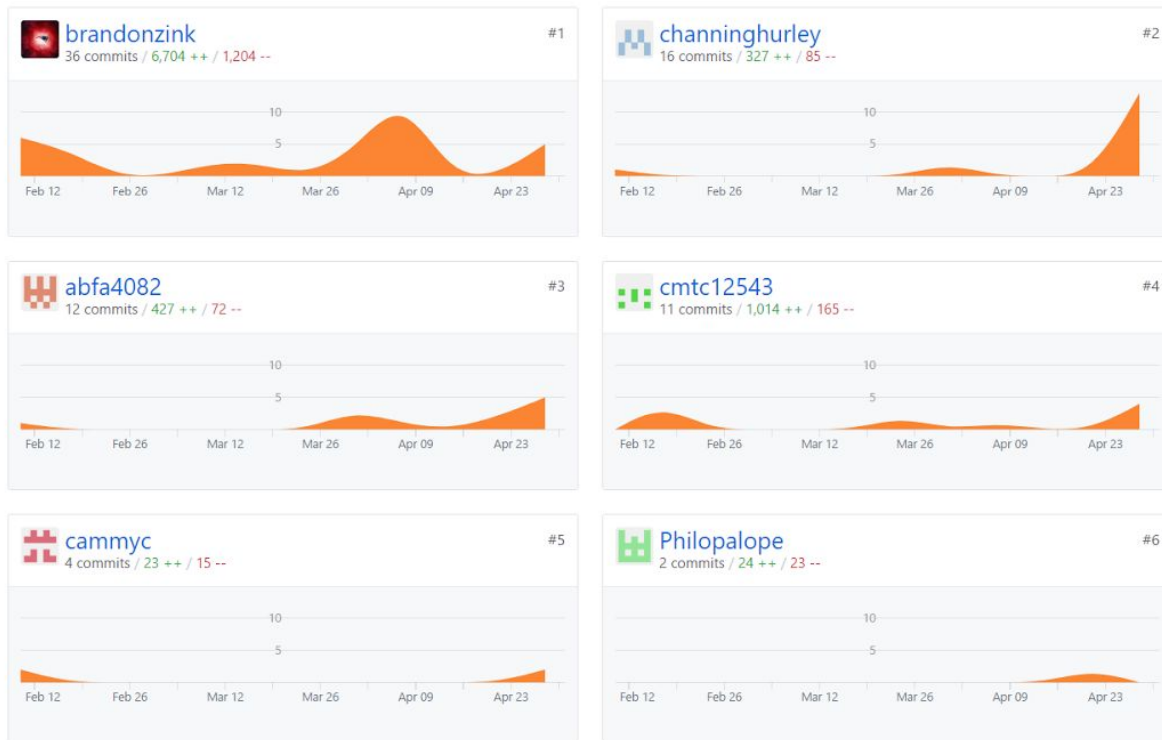 brandonzink #1
36 commits / 6,704 ++ / 1,204 --
10
5
Feb 12 Feb 26 Mar 12 Mar 26 Apr 09 Apr 23
channinghurley #2
16 commits / 327 ++ / 85 --
10
5
Feb 12 Feb 26 Mar 12 Mar 26 Apr 09 Apr 23
abfa4082 #3
12 commits / 427 ++ / 72 --
10
5
Feb 12 Feb 26 Mar 12 Mar 26 Apr 09 Apr 23
cmtc12543 #4
11 commits / 1,014 ++ / 165 --
10
5
Feb 12 Feb 26 Mar 12 Mar 26 Apr 09 Apr 23
cammyc #5
4 commits / 23 ++ / 15 --
10
5
Feb 12 Feb 26 Mar 12 Mar 26 Apr 09 Apr 23
Philopalope #6
2 commits / 24 ++ / 23 --
10
5
Feb 12 Feb 26 Mar 12 Mar 26 Apr 09 Apr 23